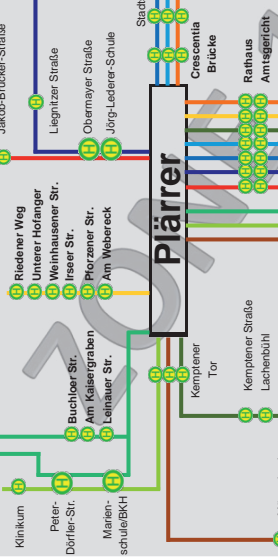 Jakob-Brucker-Straße
Liegnitzer Straße
Obermayer Straße
Jörg-Lederer-Schule
Stadt
Crescentia
Brücke
Rathaus
Amtsgericht
Plärrer
Riedener Weg
Unterer Hofanger
Weinhausener Str.
Irseer Str.
Pforzener Str.
Am Webereck
Buchloer Str.
Am Kaisergraben
Leinauer Str.
Kemptener
Tor
Kemptener Straße
Lachenbühl
Klinikum
Peter-
Dörfler-Str.
Marien-
schule/BKH